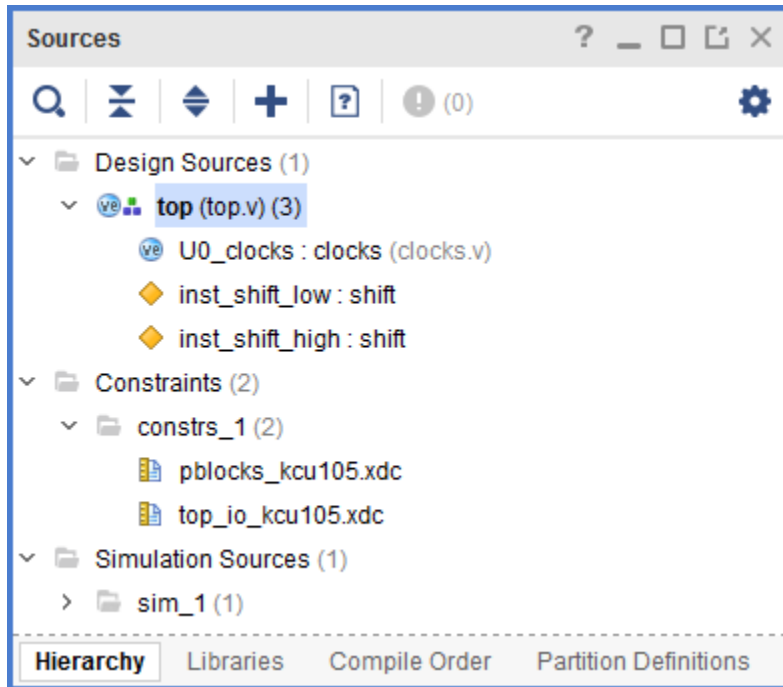 Sources
(0)
Design Sources (1)
top (top.v) (3)
U0_clocks : clocks (clocks.v)
inst_shift_low : shift
inst_shift_high : shift
Constraints (2)
constrs_1 (2)
pblocks_kcu105.xdc
top_io_kcu105.xdc
Simulation Sources (1)
sim_1 (1)
Hierarchy Libraries Compile Order Partition Definitions